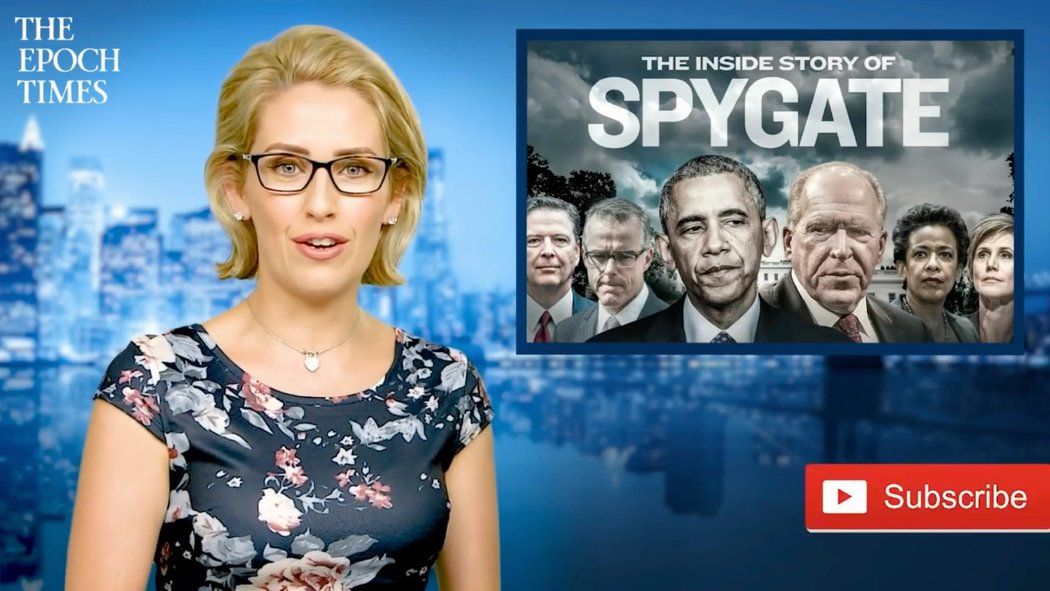 THE
EPOCH
TIMES
THE INSIDE STORY OF
SPYGATE
Subscribe